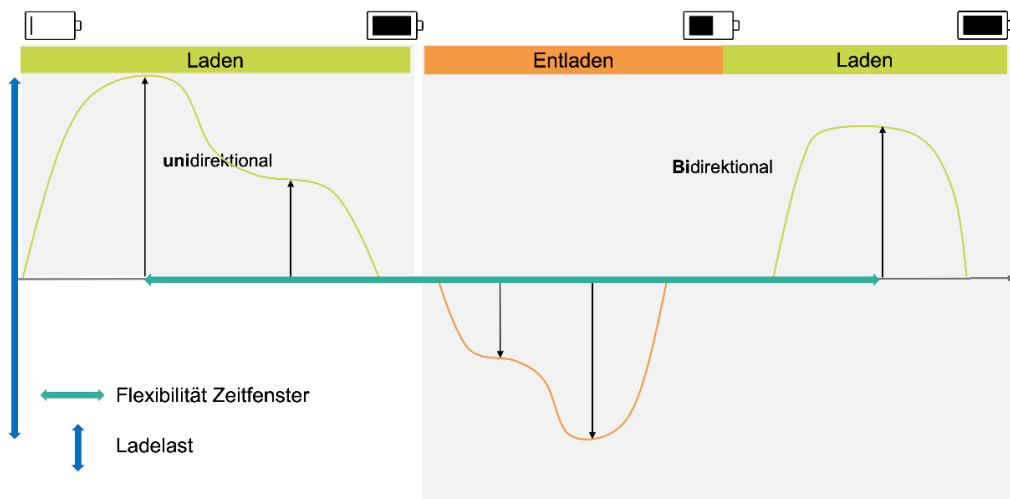 Laden
Entladen
Laden
unidirektional
Bidirektional
Flexibilität Zeitfenster
Ladelast